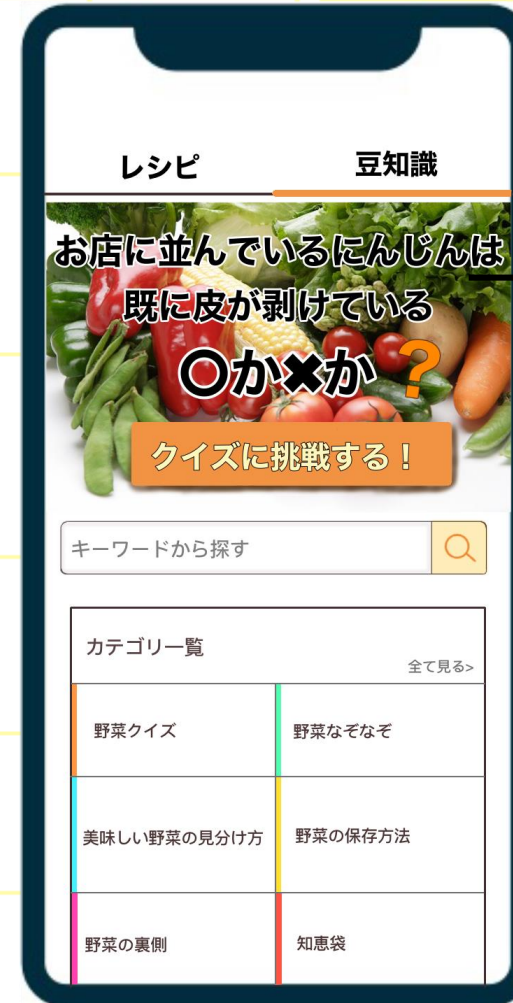 レシピ
豆知識
お店に並んでいるにんじんは
既に皮が剥けている
〇か✖か?
クイズに挑戦する!
キーワードから探す
カテゴリ一覧
全て見る>
野菜クイズ
野菜なぞなぞ
美味しい野菜の見分け方
野菜の保存方法
野菜の裏側
知恵袋